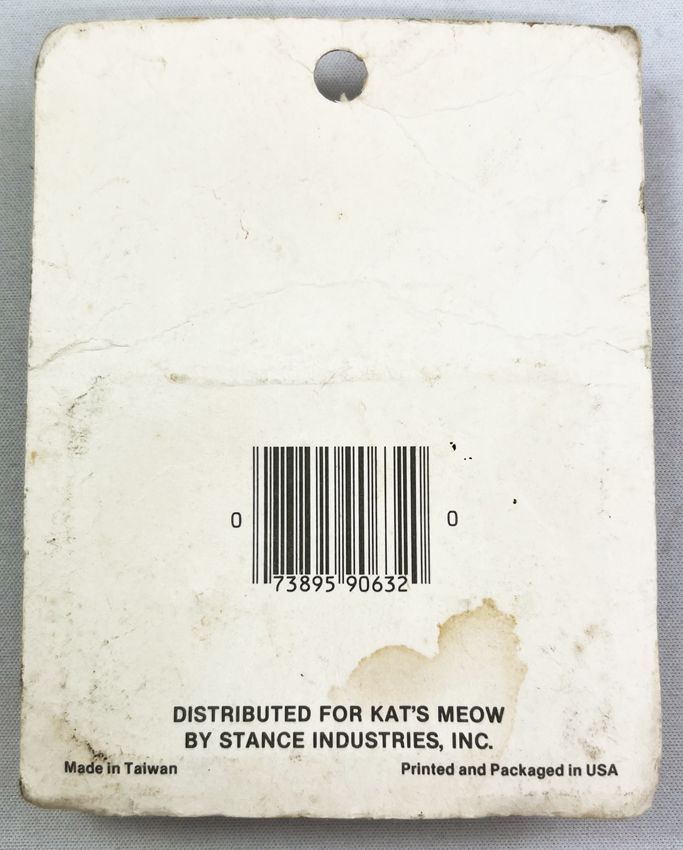 0 73895 90632 0
DISTRIBUTED FOR KAT'S MEOW
BY STANCE INDUSTRIES, INC.
Made in Taiwan
Printed and Packaged in USA